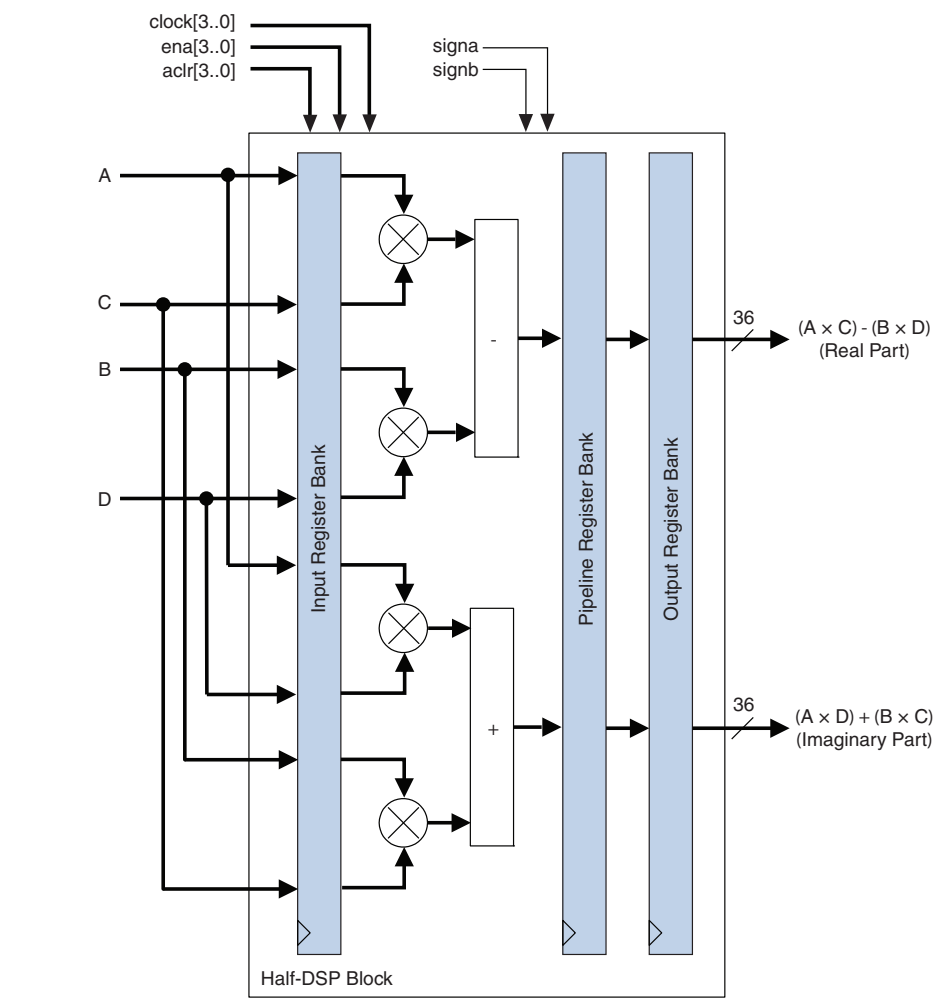 clock[3..0]
ena[3..0]
aclr[3..0]
signa
signb
A
C
B
D
Input Register Bank
-
+
Pipeline Register Bank
Output Register Bank
36
(A × C) - (B × D)
(Real Part)
36
(A × D) + (B × C)
(Imaginary Part)
Half-DSP Block